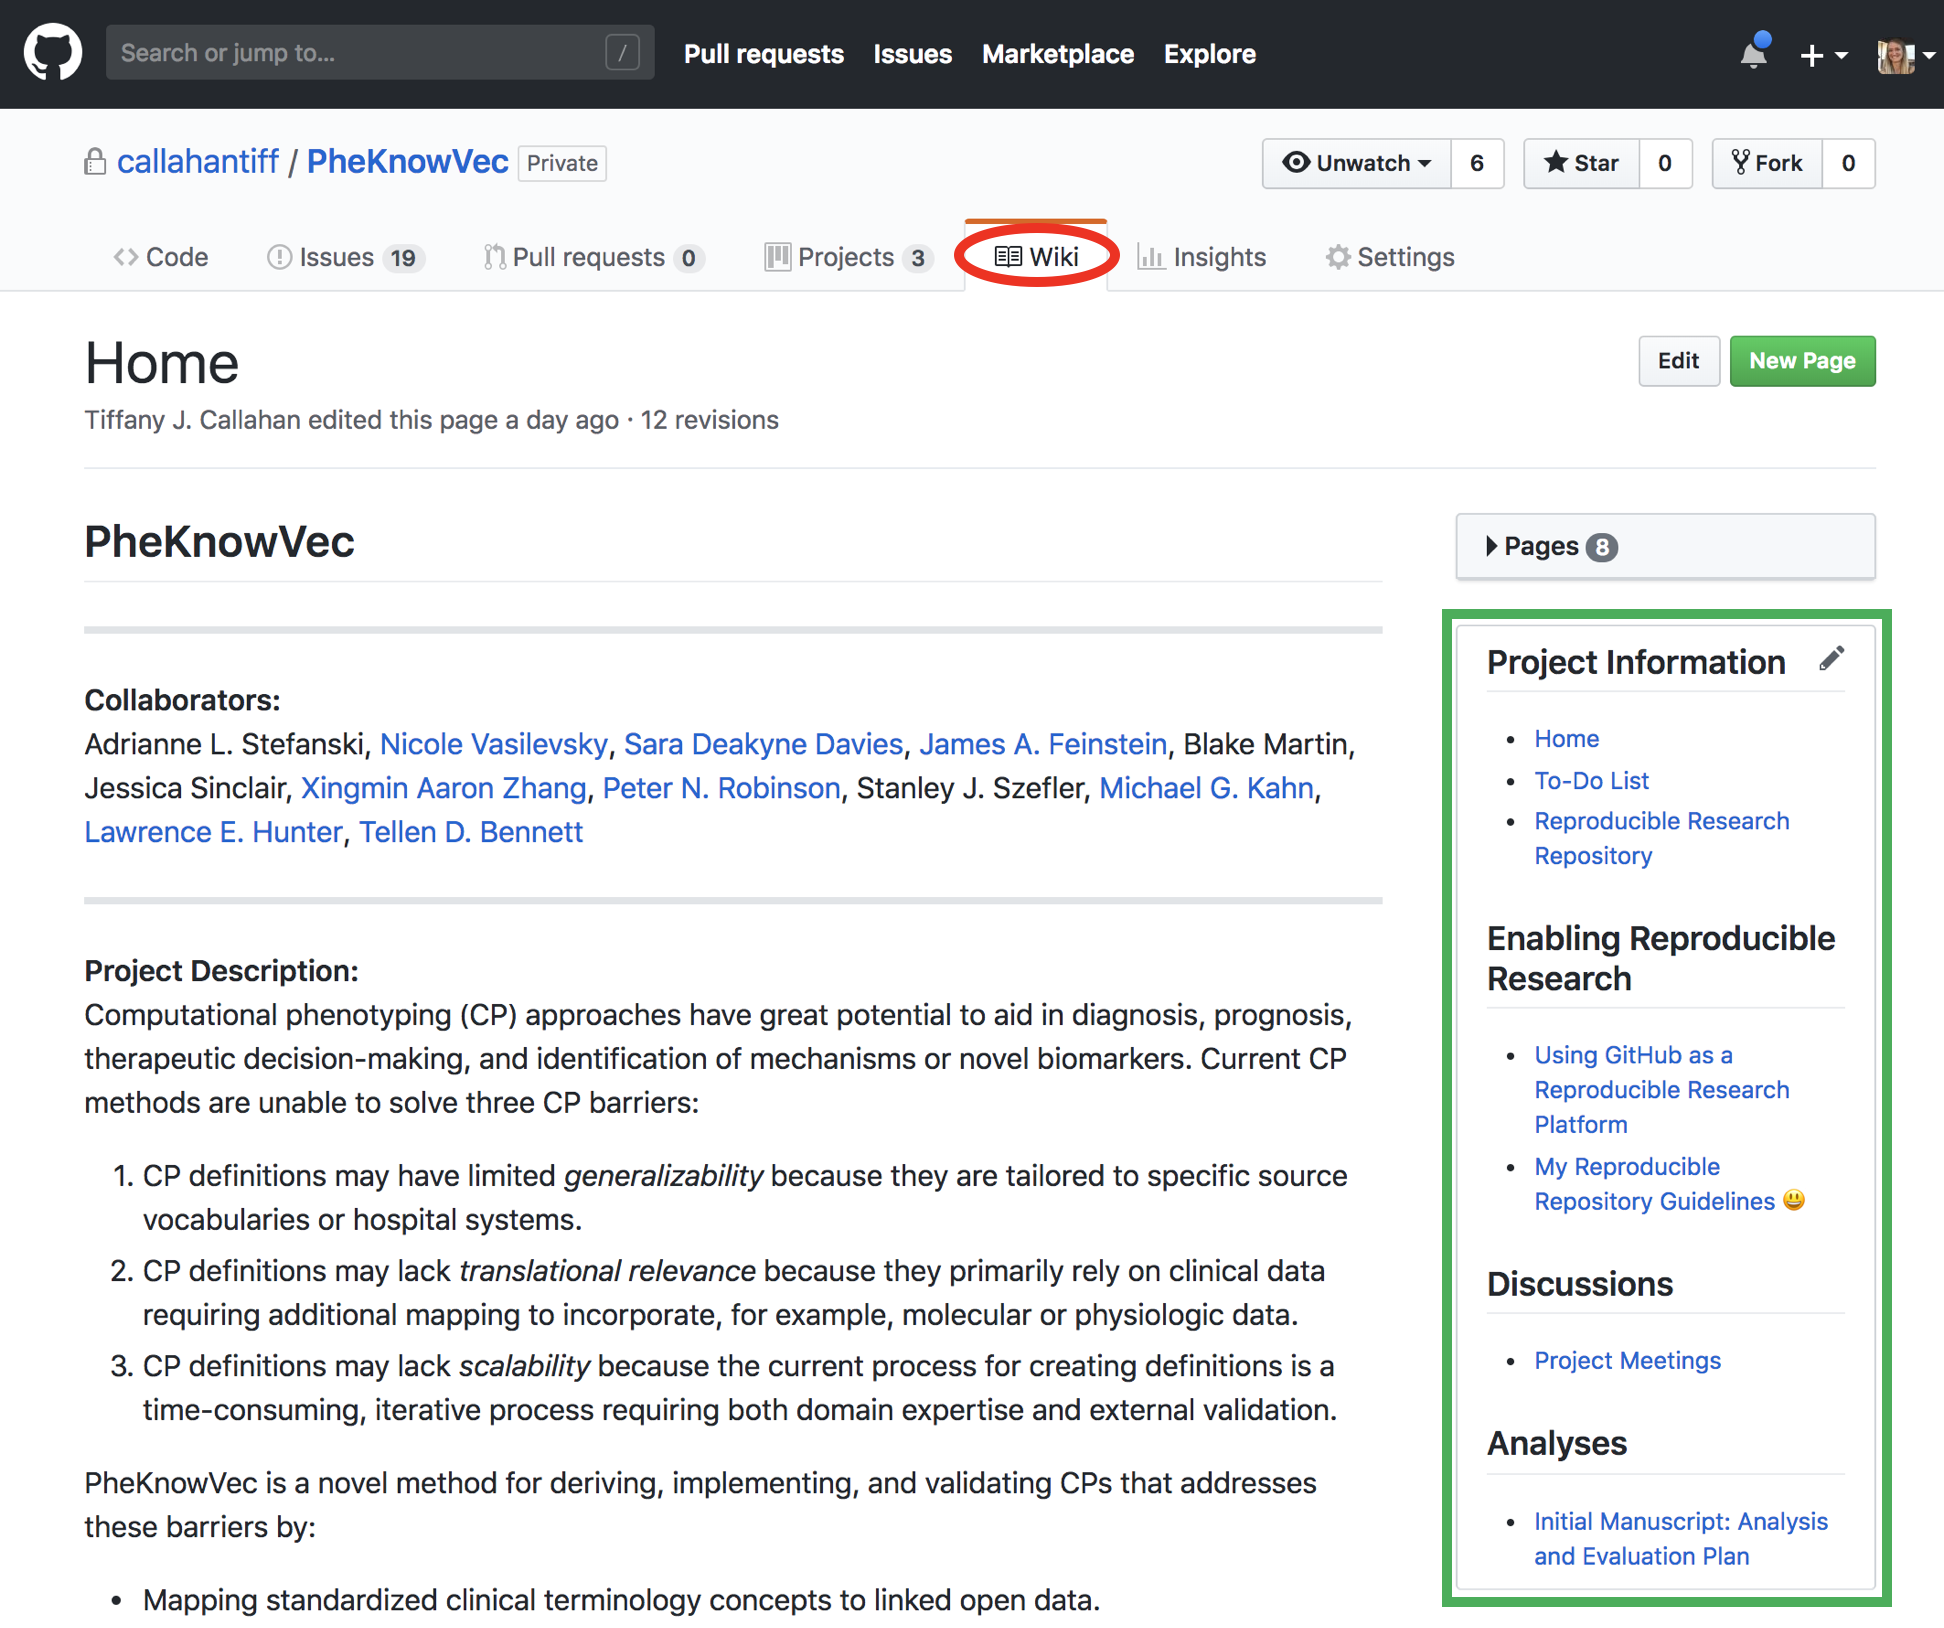 Search or jump to... /
Pull requests Issues Marketplace Explore
callahantiff / PheKnowVec Private
Unwatch 6 Star 0 Fork 0
Code Issues 19 Pull requests 0 Projects 3 Wiki Insights Settings
Home
Edit New Page
Tiffany J. Callahan edited this page a day ago · 12 revisions
PheKnowVec
Collaborators:
Adrianne L. Stefanski, Nicole Vasilevsky, Sara Deakyne Davies, James A. Feinstein, Blake Martin,
Jessica Sinclair, Xingmin Aaron Zhang, Peter N. Robinson, Stanley J. Szefler, Michael G. Kahn,
Lawrence E. Hunter, Tellen D. Bennett
Project Description:
Computational phenotyping (CP) approaches have great potential to aid in diagnosis, prognosis,
therapeutic decision-making, and identification of mechanisms or novel biomarkers. Current CP
methods are unable to solve three CP barriers:
1. CP definitions may have limited generalizability because they are tailored to specific source
vocabularies or hospital systems.
2. CP definitions may lack translational relevance because they primarily rely on clinical data
requiring additional mapping to incorporate, for example, molecular or physiologic data.
3. CP definitions may lack scalability because the current process for creating definitions is a
time-consuming, iterative process requiring both domain expertise and external validation.
PheKnowVec is a novel method for deriving, implementing, and validating CPs that addresses
these barriers by:
• Mapping standardized clinical terminology concepts to linked open data.
Pages 8
Project Information
• Home
• To-Do List
• Reproducible Research
Repository
Enabling Reproducible
Research
• Using GitHub as a
Reproducible Research
Platform
• My Reproducible
Repository Guidelines 😃
Discussions
• Project Meetings
Analyses
• Initial Manuscript: Analysis
and Evaluation Plan